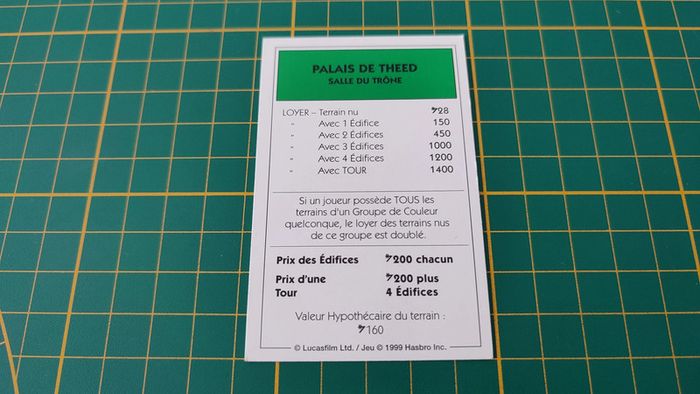 PALAIS DE THEED
SALLE DU TRÔNE
LOYER – Terrain nu 28
" Avec 1 Édifice 150
" Avec 2 Édifices 450
" Avec 3 Édifices 1000
" Avec 4 Édifices 1200
" Avec TOUR 1400
Si un joueur possède TOUS les
terrains d'un Groupe de Couleur
quelconque, le loyer des terrains nus
de ce groupe est doublé.
Prix des Édifices 200 chacun
Prix d'une 200 plus
Tour 4 Édifices
Valeur Hypothécaire du terrain :
160
© Lucasfilm Ltd. / Jeu © 1999 Hasbro Inc.